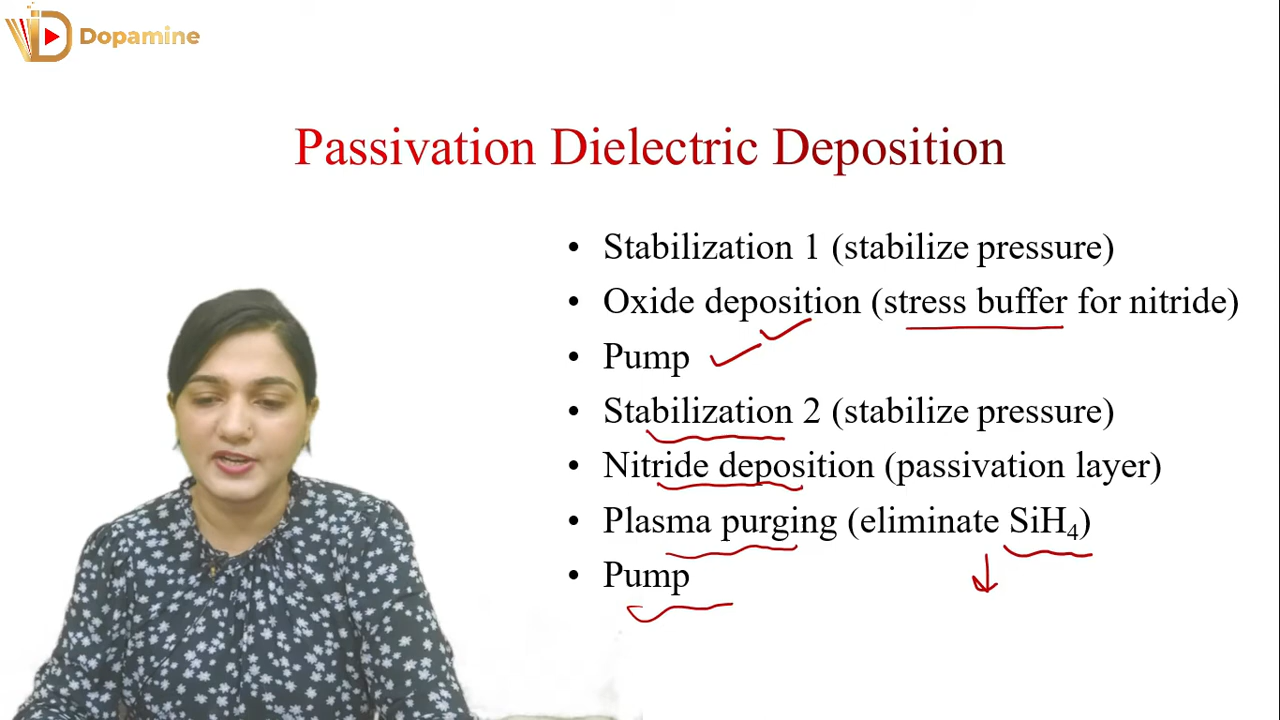 Dopamine
Passivation Dielectric Deposition
• Stabilization 1 (stabilize pressure)
• Oxide deposition (stress buffer for nitride)
• Pump
• Stabilization 2 (stabilize pressure)
• Nitride deposition (passivation layer)
• Plasma purging (eliminate SiH₄)
• Pump